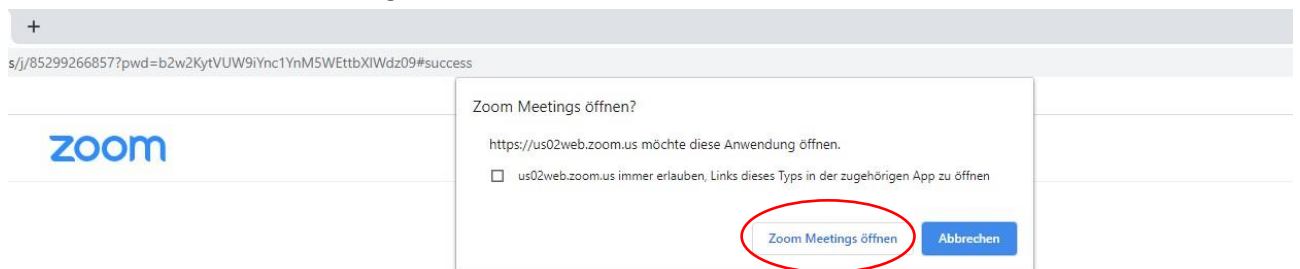 +
s/j/85299266857?pwd=b2w2KytVUW9iYnc1YnM5WEttbXlWdz09#success
Zoom Meetings öffnen?
zoom
https://us02web.zoom.us möchte diese Anwendung öffnen.
us02web.zoom.us immer erlauben, Links dieses Typs in der zugehörigen App zu öffnen
Zoom Meetings öffnen Abbrechen